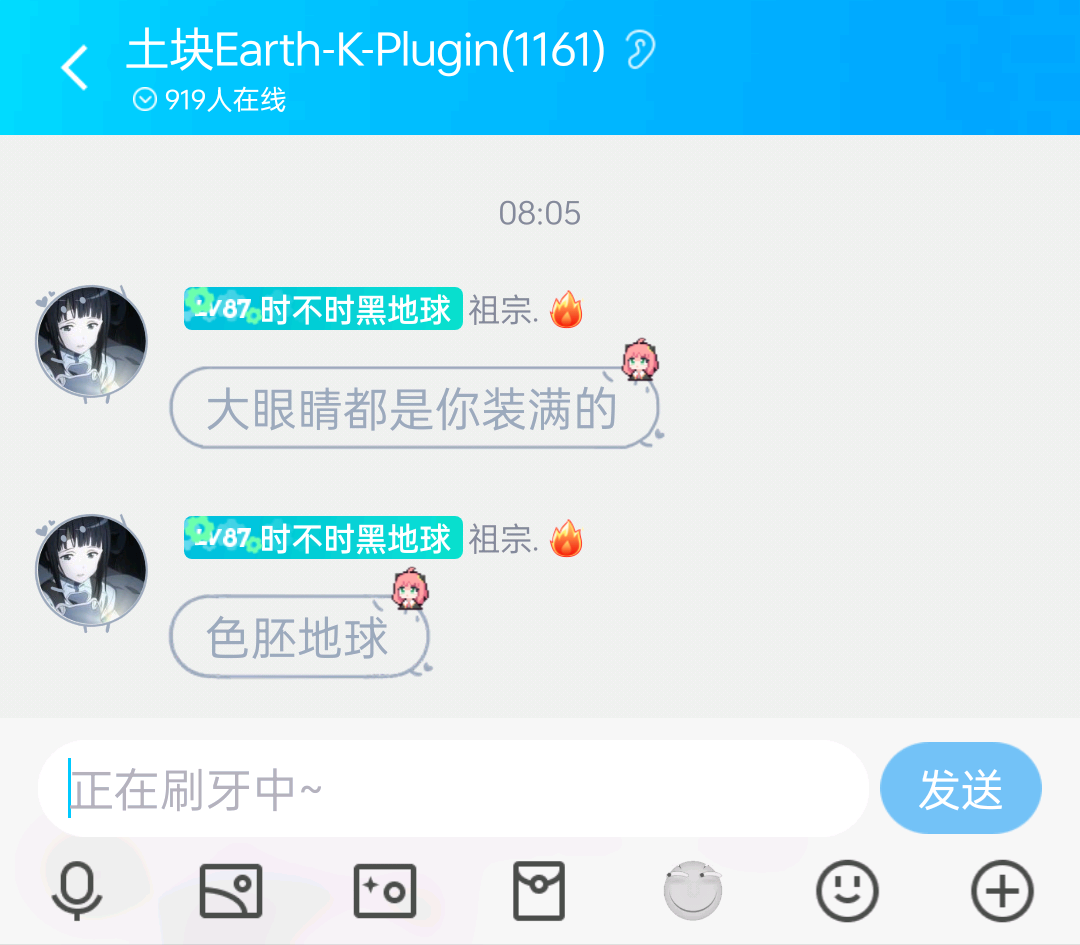 土块Earth-K-Plugin(1161)
919人在线
08:05
LV87 时不时黑地球 祖宗.
大眼睛都是你装满的
LV87 时不时黑地球 祖宗.
色胚地球
正在刷牙中~
发送